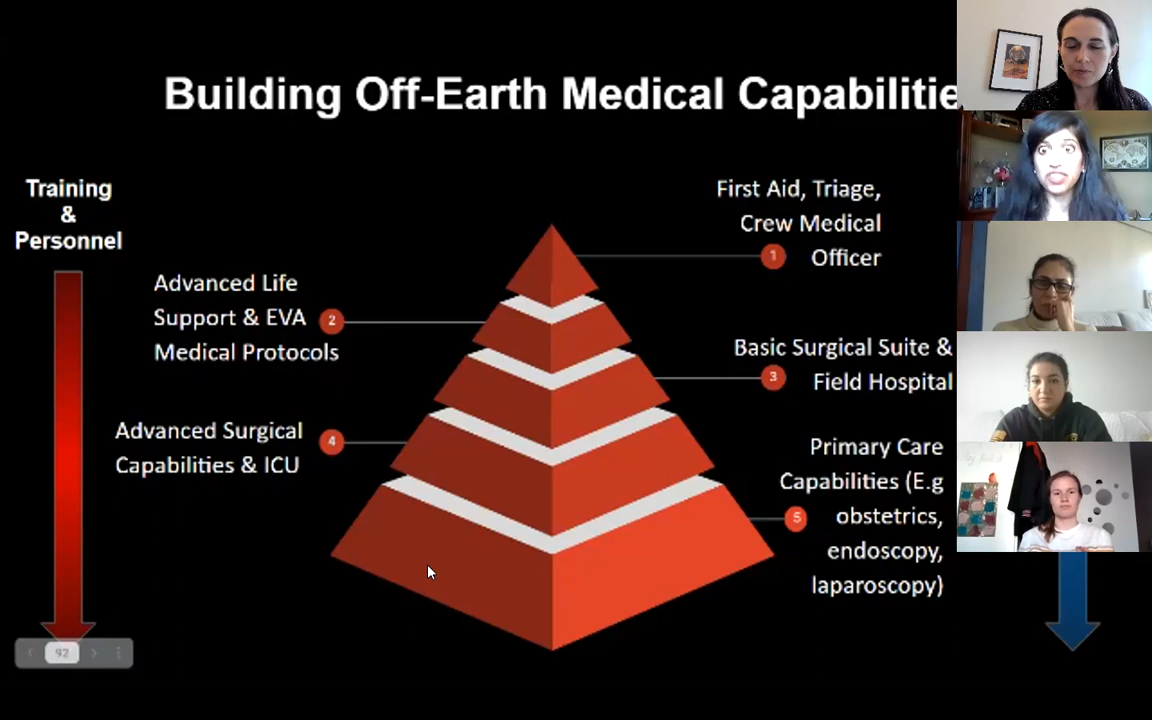 Building Off-Earth Medical Capabilitie
Training
&
Personnel
First Aid, Triage,
Crew Medical
Officer
1
Advanced Life
Support & EVA
Medical Protocols
2
Basic Surgical Suite &
Field Hospital
3
Advanced Surgical
Capabilities & ICU
4
Primary Care
Capabilities (E.g
obstetrics,
endoscopy,
laparoscopy)
5
92